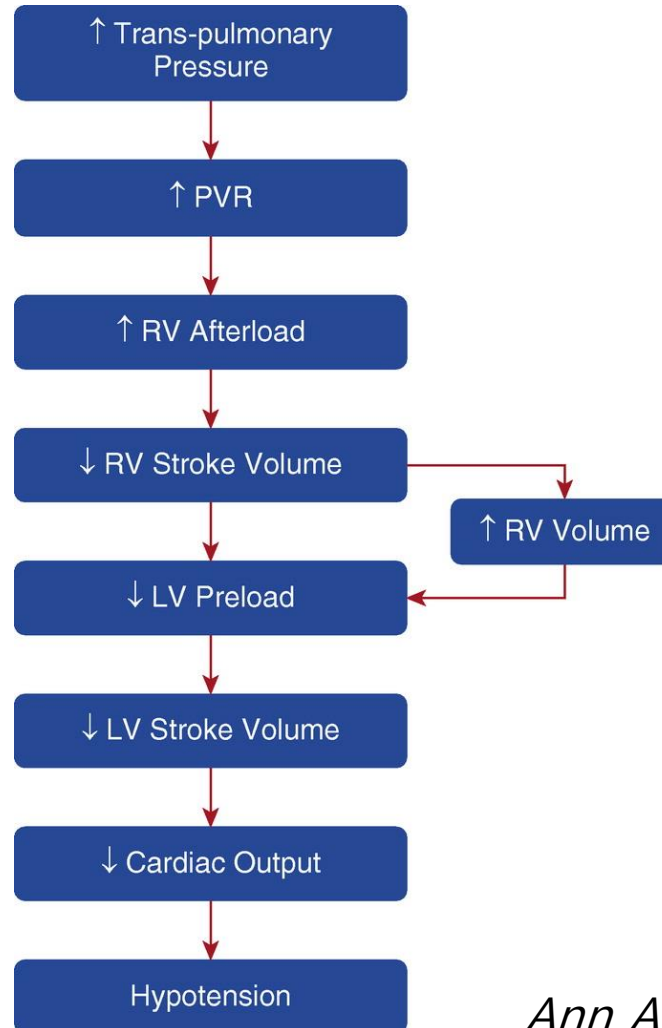 ↑ Trans-pulmonary
Pressure
↑ PVR
↑ RV Afterload
↓ RV Stroke Volume
↑ RV Volume
↓ LV Preload
↓ LV Stroke Volume
↓ Cardiac Output
Hypotension
Ann A